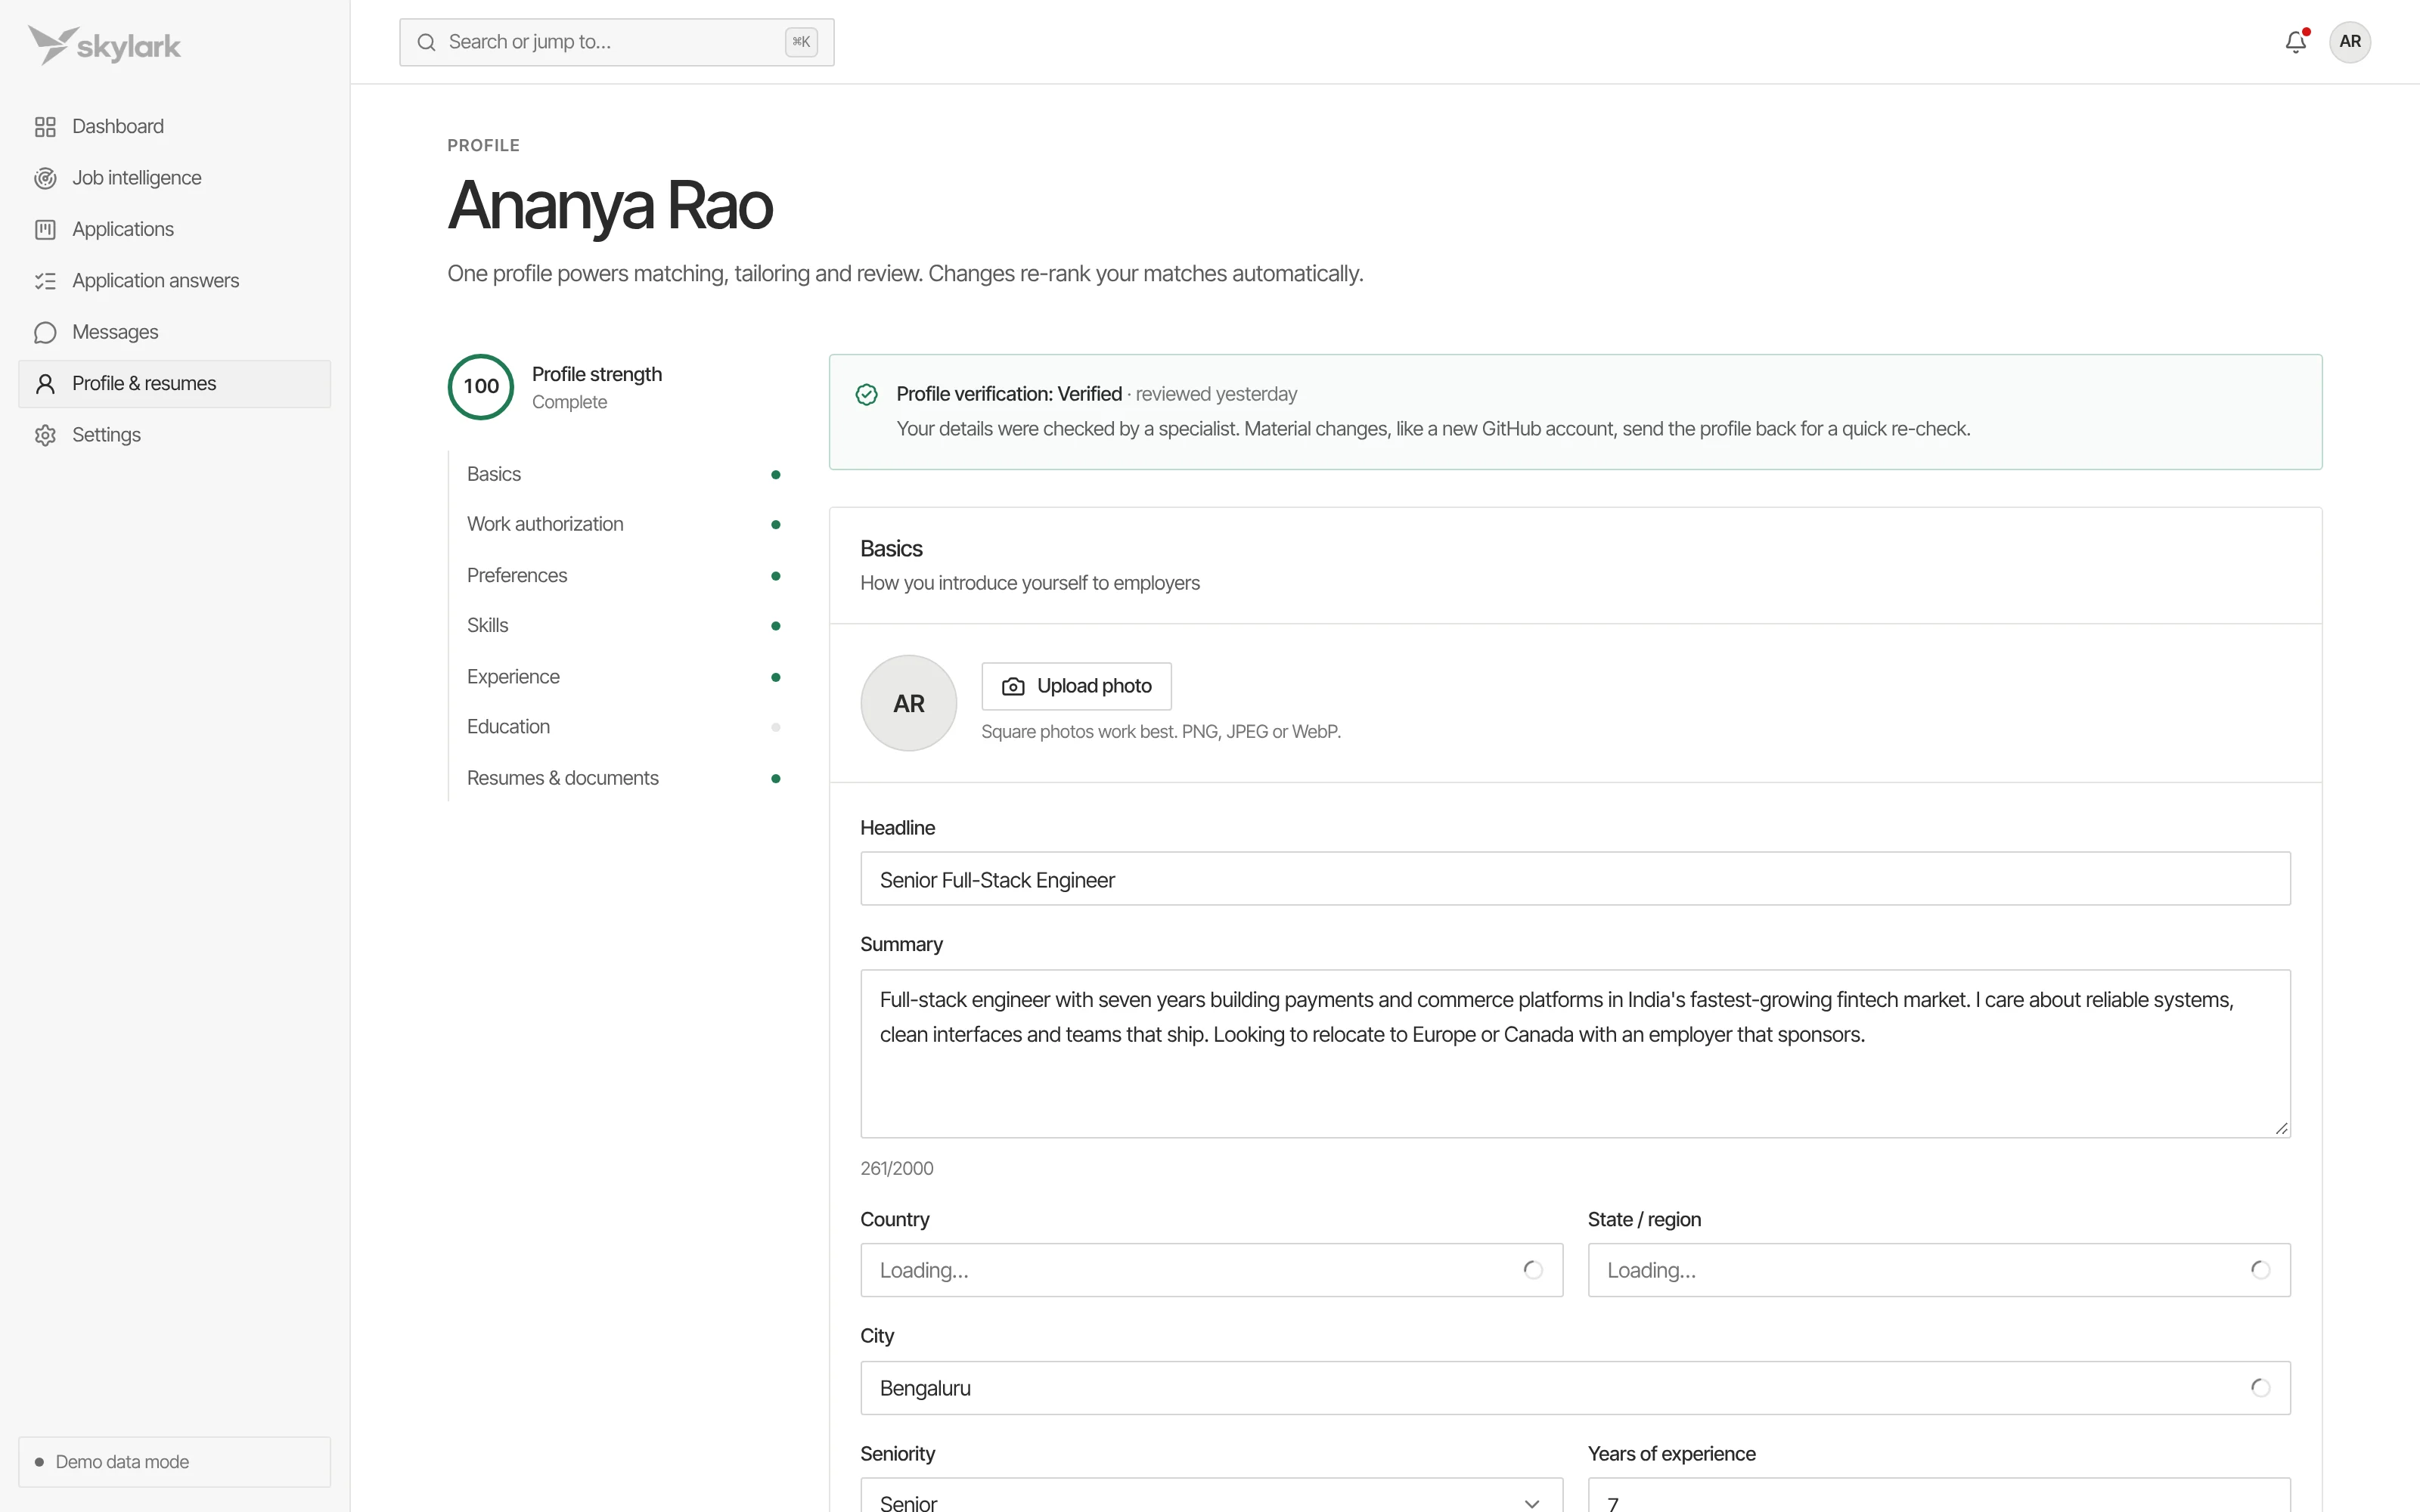 skylark
Search or jump to...
⌘K
AR
Dashboard
Job intelligence
Applications
Application answers
Messages
Profile & resumes
Settings
Demo data mode
PROFILE
Ananya Rao
One profile powers matching, tailoring and review. Changes re-rank your matches automatically.
100
Profile strength
Complete
Basics
Work authorization
Preferences
Skills
Experience
Education
Resumes & documents
Profile verification: Verified · reviewed yesterday
Your details were checked by a specialist. Material changes, like a new GitHub account, send the profile back for a quick re-check.
Basics
How you introduce yourself to employers
AR
Upload photo
Square photos work best. PNG, JPEG or WebP.
Headline
Senior Full-Stack Engineer
Summary
Full-stack engineer with seven years building payments and commerce platforms in India's fastest-growing fintech market. I care about reliable systems,
clean interfaces and teams that ship. Looking to relocate to Europe or Canada with an employer that sponsors.
261/2000
Country
State / region
Loading...
Loading...
City
Bengaluru
Seniority
Years of experience
Senior
7